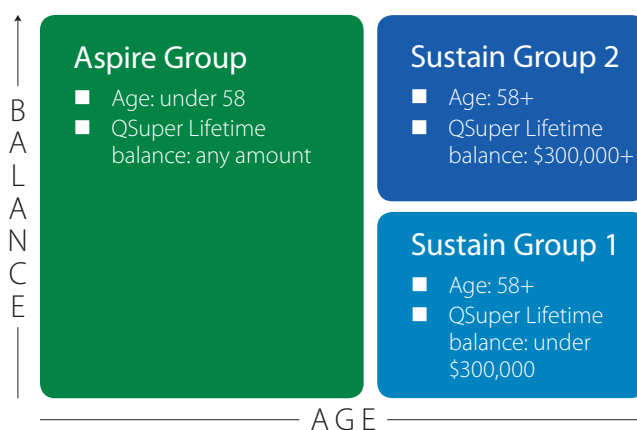 BALANCE
Aspire Group
Age: under 58
QSuper Lifetime
balance: any amount
Sustain Group 2
Age: 58+
QSuper Lifetime
balance: $300,000+
Sustain Group 1
Age: 58+
QSuper Lifetime
balance: under
$300,000
AGE